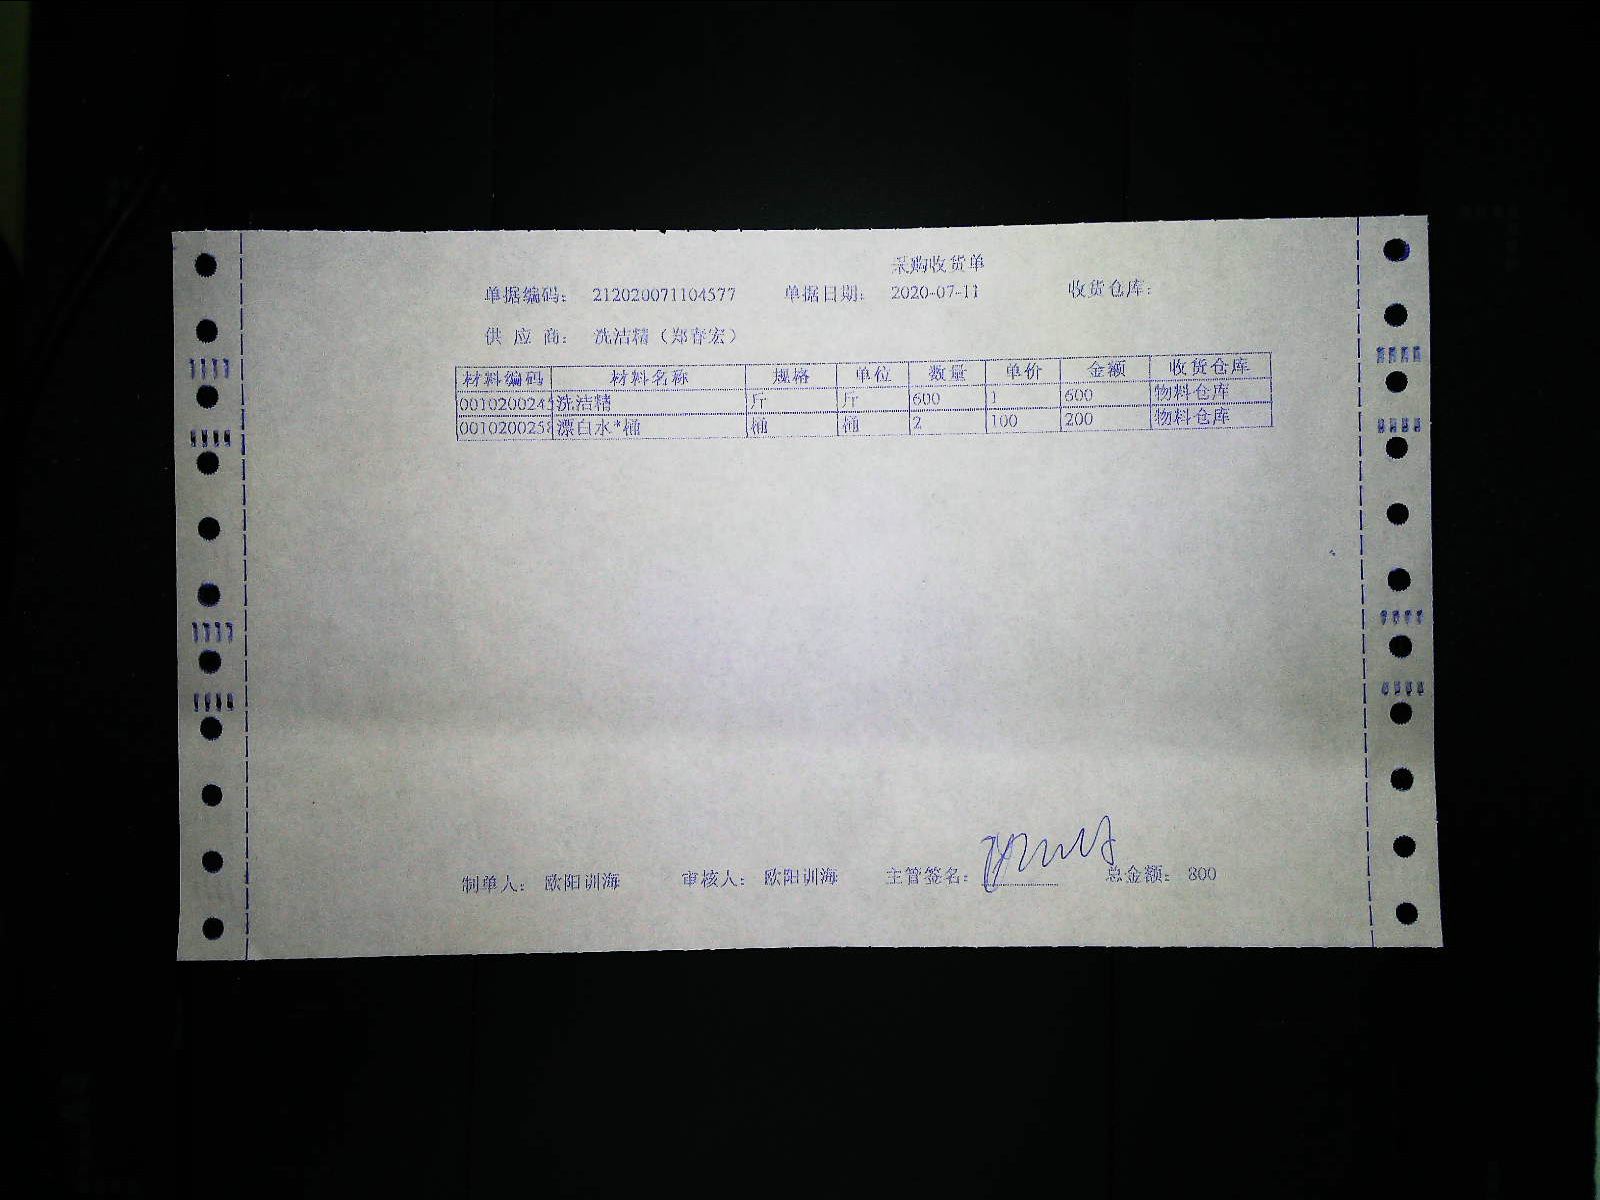 采购收货单
单据编码： 212020071104577 单据日期： 2020-07-11 收货仓库：
供 应 商： 洗洁精（郑春宏）
材料编码 材料名称 规格 单位 数量 单价 金额 收货仓库
0010200245 洗洁精 斤 斤 600 1 600 物料仓库
0010200258 漂白水*桶 桶 桶 2 100 200 物料仓库
制单人： 欧阳训海 审核人： 欧阳训海 主管签名： 总金额： 800